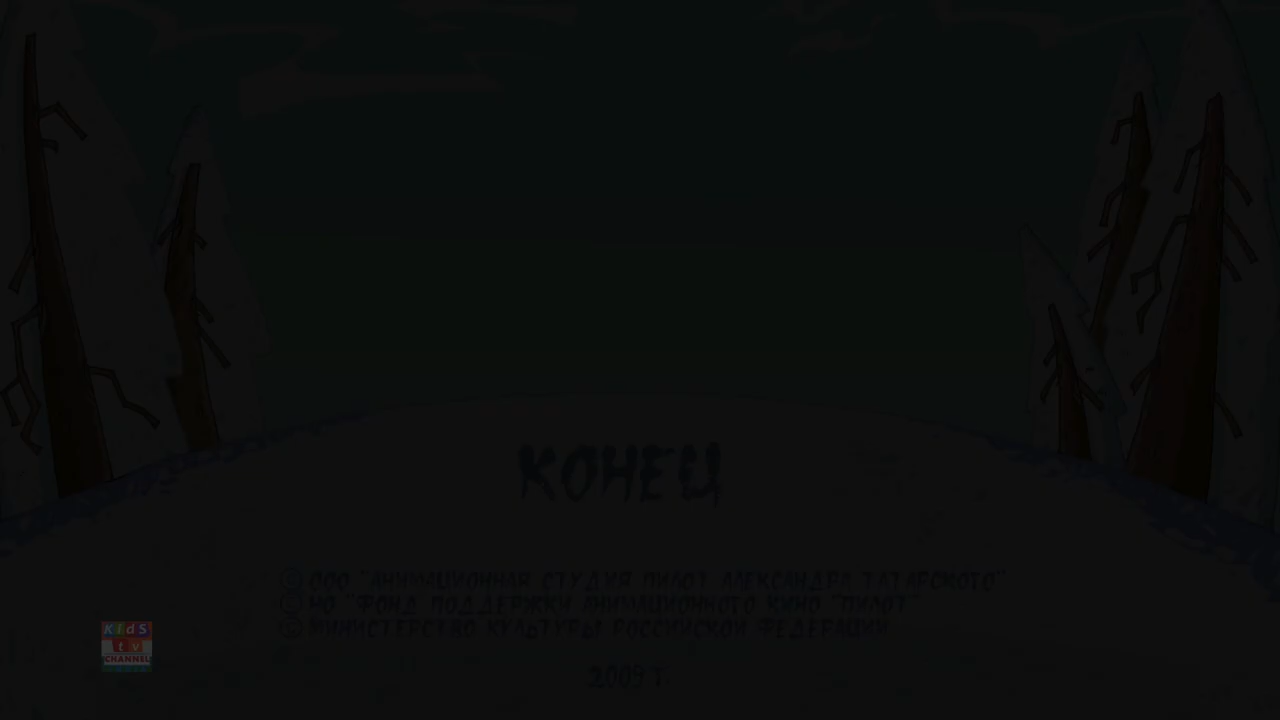 КОНЕЦ
© ООО "АНИМАЦИОННАЯ СТУДИЯ ПИЛОТ АЛЕКСАНДРА ТАТАРСКОГО"
© НО "ФОНД ПОДДЕРЖКИ АНИМАЦИОННОГО КИНО "ПИЛОТ"
© МИНИСТЕРСТВО КУЛЬТУРЫ РОССИЙСКОЙ ФЕДЕРАЦИИ
2009 г.
KidS
tv
CHANNEL